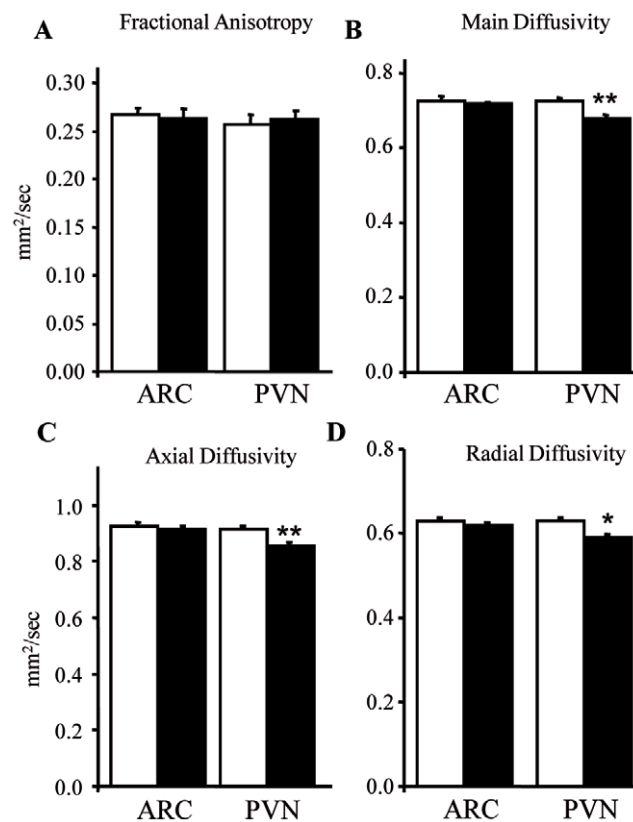 A
Fractional Anisotropy
B
Main Diffusivity
0.30
0.25
0.20
0.15
0.10
0.05
0.00
mm²/sec
ARC
PVN
0.8
0.6
0.4
0.2
0.0
**
ARC
PVN
C
Axial Diffusivity
D
Radial Diffusivity
1.0
0.8
0.6
0.4
0.2
0.0
mm²/sec
**
ARC
PVN
0.8
0.6
0.4
0.2
0.0
*
ARC
PVN